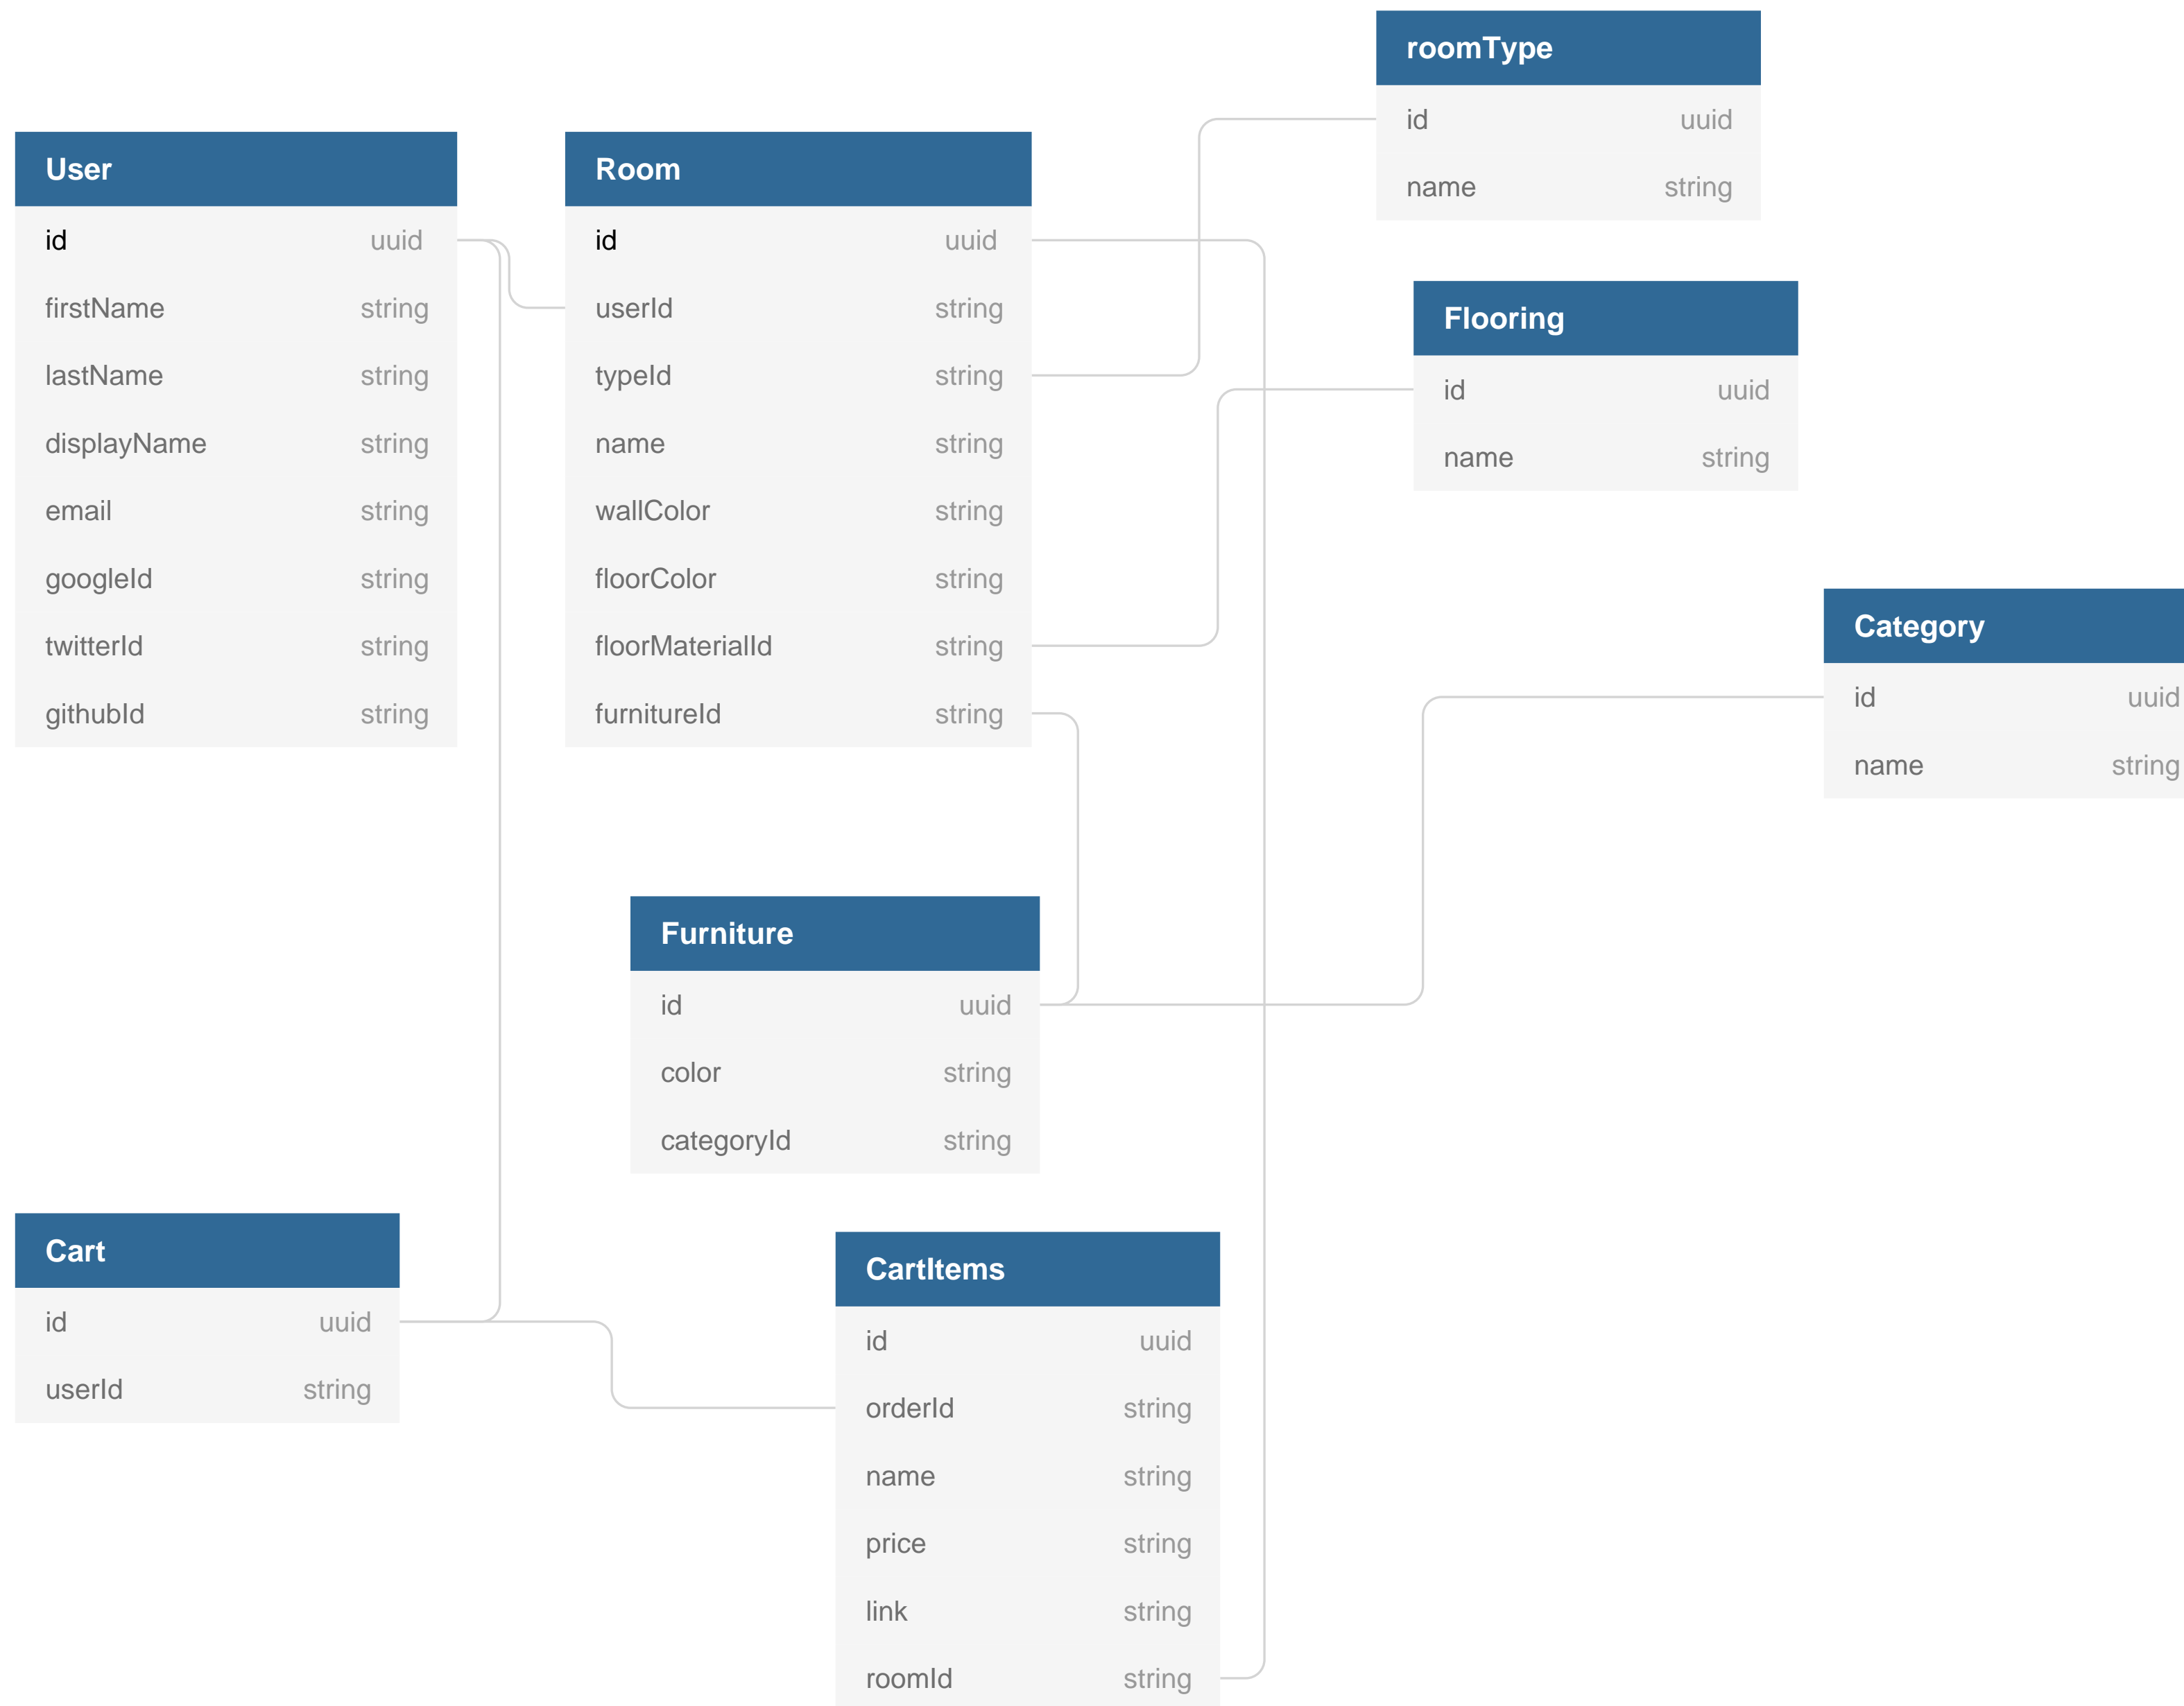 roomType
id uuid
name string
User
id uuid
firstName string
lastName string
displayName string
email string
googleId string
twitterId string
githubId string
Room
id uuid
userId string
typeId string
name string
wallColor string
floorColor string
floorMaterialId string
furnitureId string
Flooring
id uuid
name string
Category
id uuid
name string
Furniture
id uuid
color string
categoryId string
Cart
id uuid
userId string
CartItems
id uuid
orderId string
name string
price string
link string
roomId string